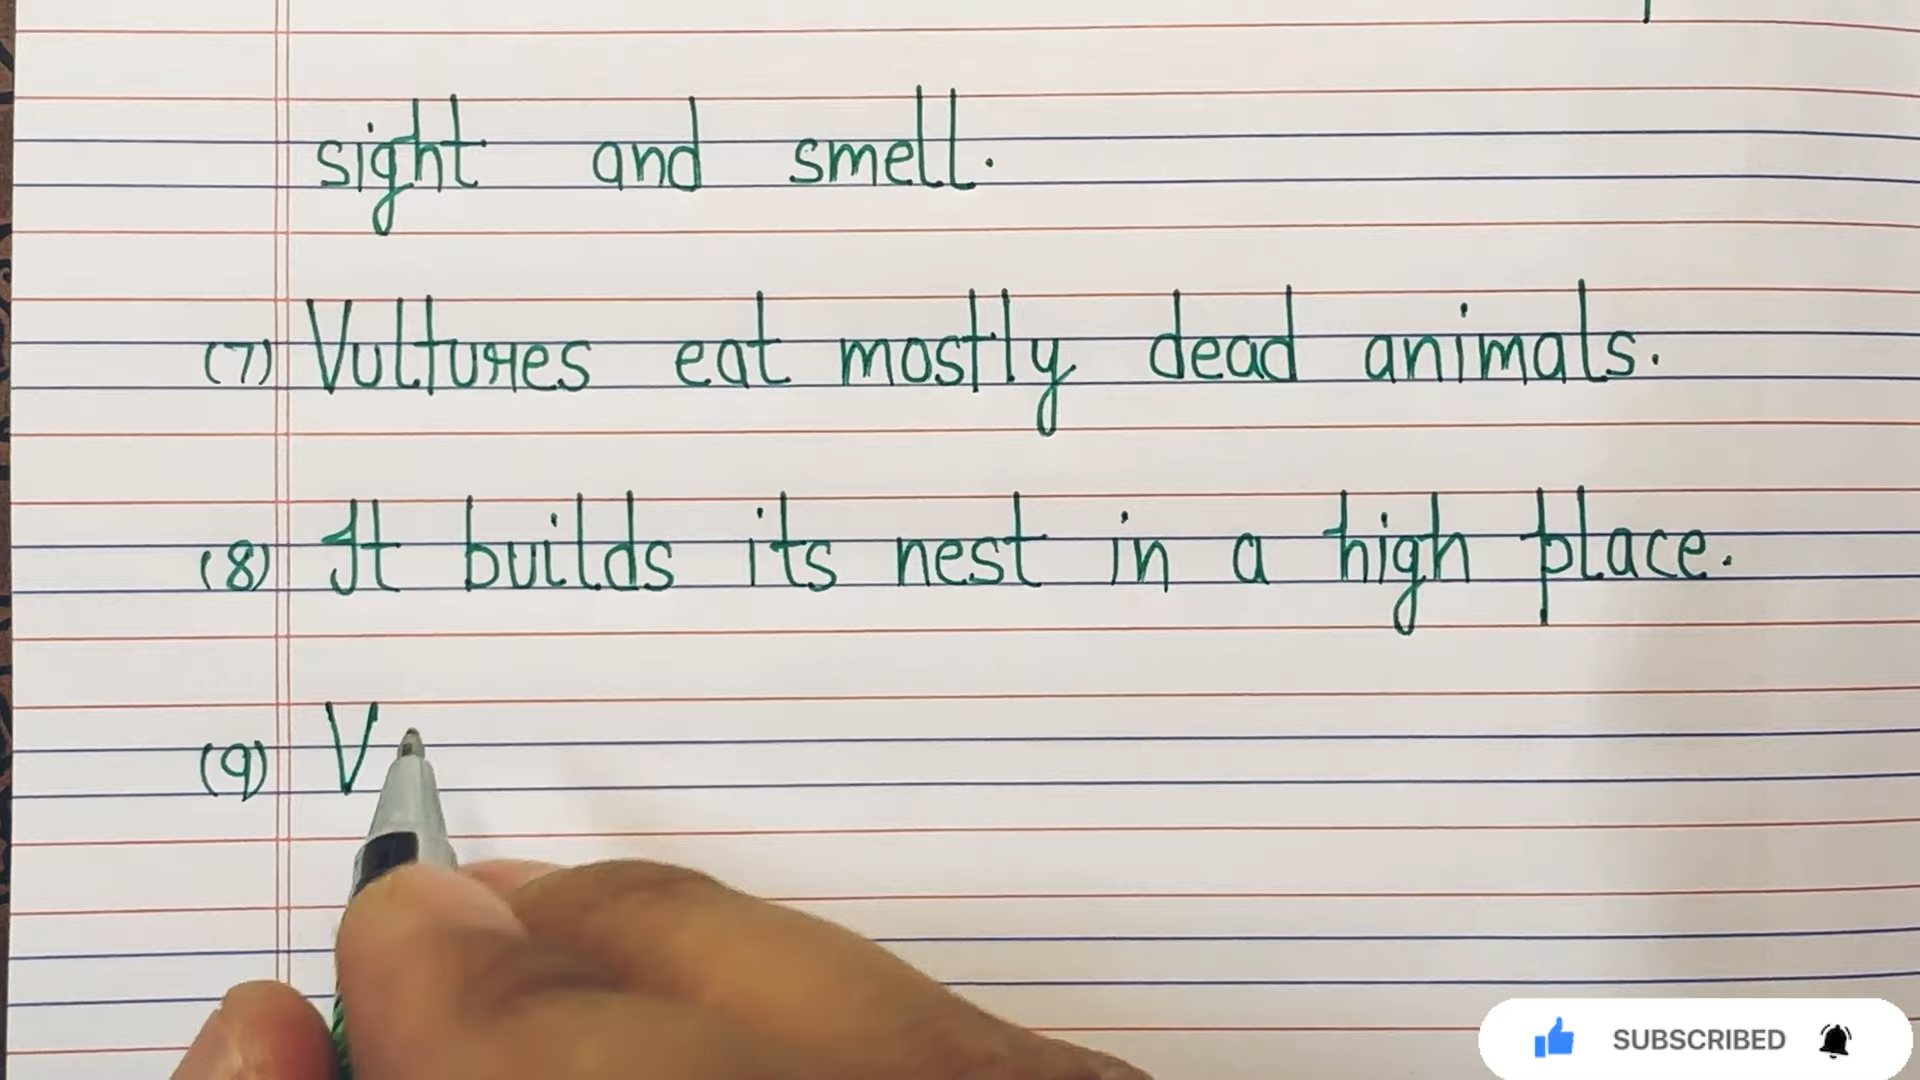 sight and smell.
(7) Vultures eat mostly dead animals.
(8) It builds its nest in a high place.
(9) V
SUBSCRIBED